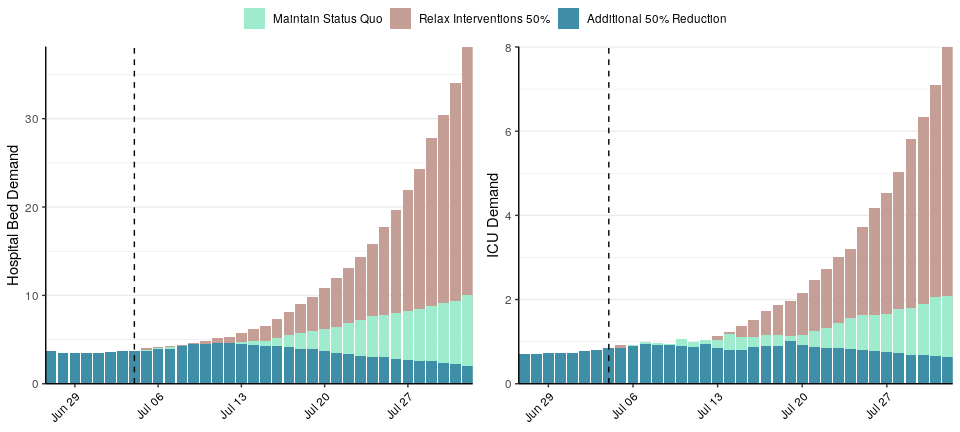 Maintain Status Quo Relax Interventions 50% Additional 50% Reduction
Hospital Bed Demand
30
20
10
0
Jun 29 Jul 06 Jul 13 Jul 20 Jul 27
ICU Demand
8
6
4
2
0
Jun 29 Jul 06 Jul 13 Jul 20 Jul 27